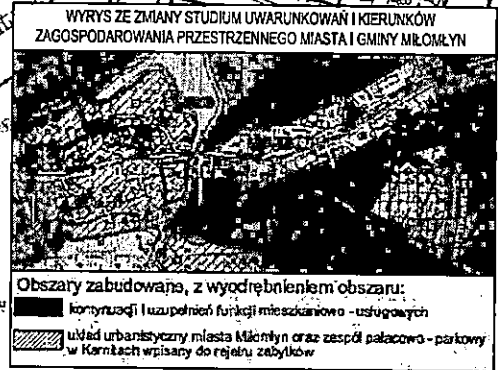 WYRYS ZE ZMIANY STUDIUM UWARUNKOWAŃ I KIERUNKÓW
ZAGOSPODAROWANIA PRZESTRZENNEGO MIASTA I GMINY MIŁOMŁYN
Obszary zabudowane, z wyodrębnieniem obszaru:
kontynuacji i uzupełnień funkcji mieszkaniowo - usługowych
układ urbanistyczny miasta Miłomłyn oraz zespół pałacowo - parkowy
w Karnitach wpisany do rejestru zabytków